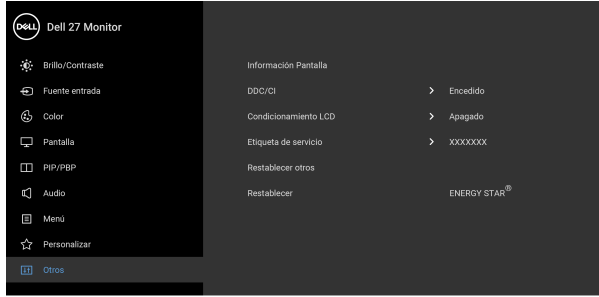 DELL Dell 27 Monitor
Brillo/Contraste Información Pantalla
Fuente entrada DDC/CI Encedido
Color Condicionamiento LCD Apagado
Pantalla Etiqueta de servicio XXXXXXX
PIP/PBP Restablecer otros
Audio Restablecer ENERGY STAR®
Menú
Personalizar
Otros